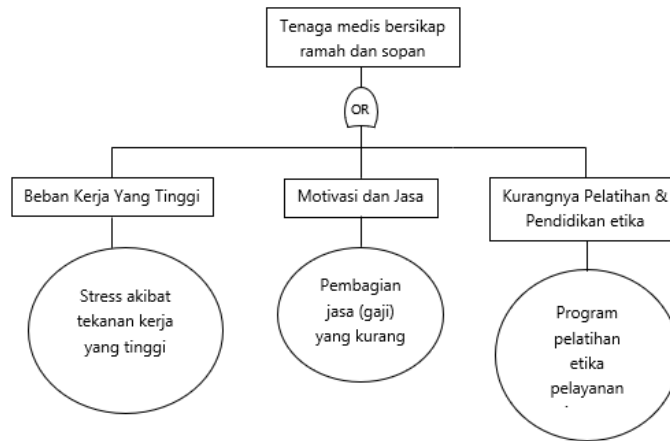 Tenaga medis bersikap
ramah dan sopan
OR
Beban Kerja Yang Tinggi
Motivasi dan Jasa
Kurangnya Pelatihan &
Pendidikan etika
Stress akibat
tekanan kerja
yang tinggi
Pembagian
jasa (gaji)
yang kurang
Program
pelatihan
etika
pelayanan